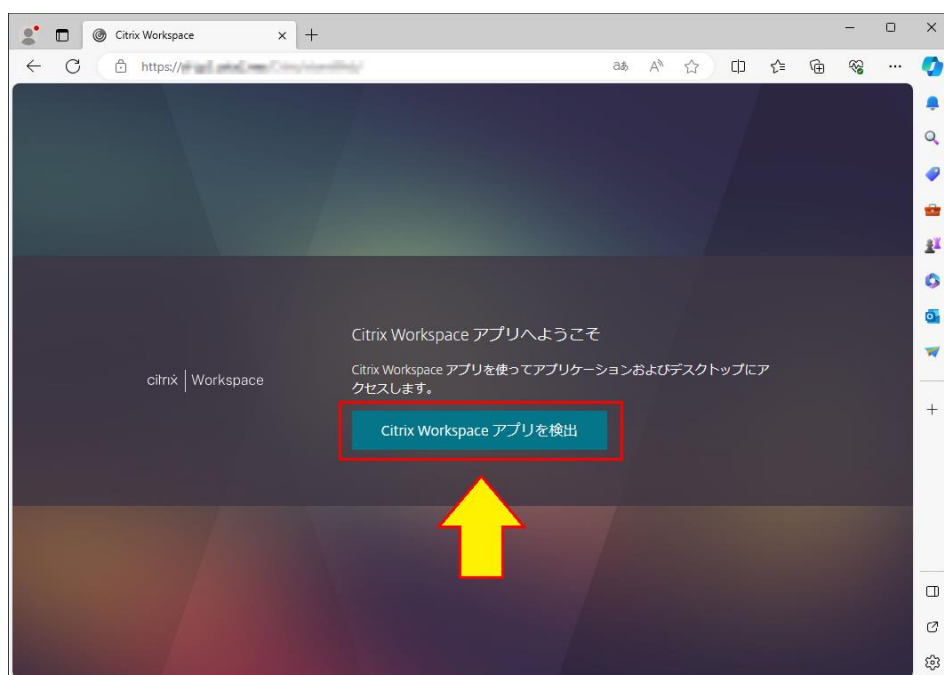 Citrix Workspace
https://
Citrix Workspace アプリへようこそ
citrix | Workspace
Citrix Workspace アプリを使ってアプリケーションおよびデスクトップにア
クセスします。
Citrix Workspace アプリを検出